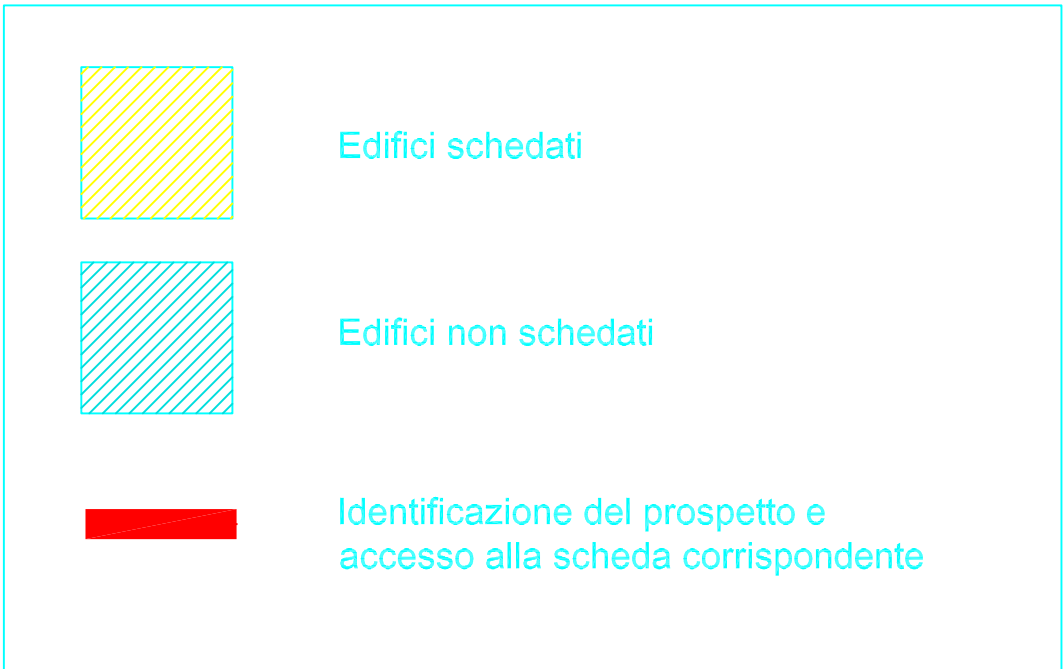 Edifici schedati
Edifici non schedati
Identificazione del prospetto e
accesso alla scheda corrispondente